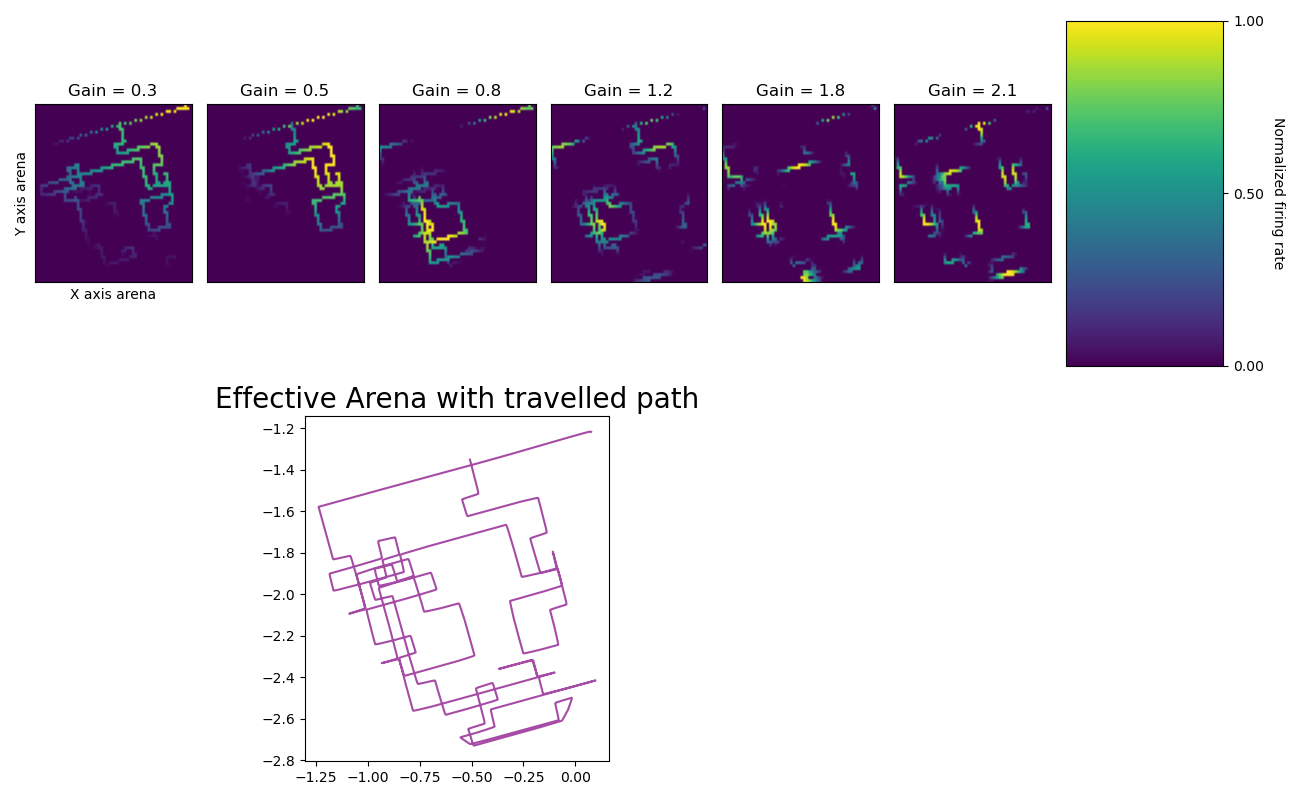 Gain = 0.3 Gain = 0.5 Gain = 0.8 Gain = 1.2 Gain = 1.8 Gain = 2.1
Y axis arena
X axis arena
1.00
0.50
0.00
Normalized firing rate
Effective Arena with travelled path
−1.2
−1.4
−1.6
−1.8
−2.0
−2.2
−2.4
−2.6
−2.8
−1.25 −1.00 −0.75 −0.50 −0.25 0.00